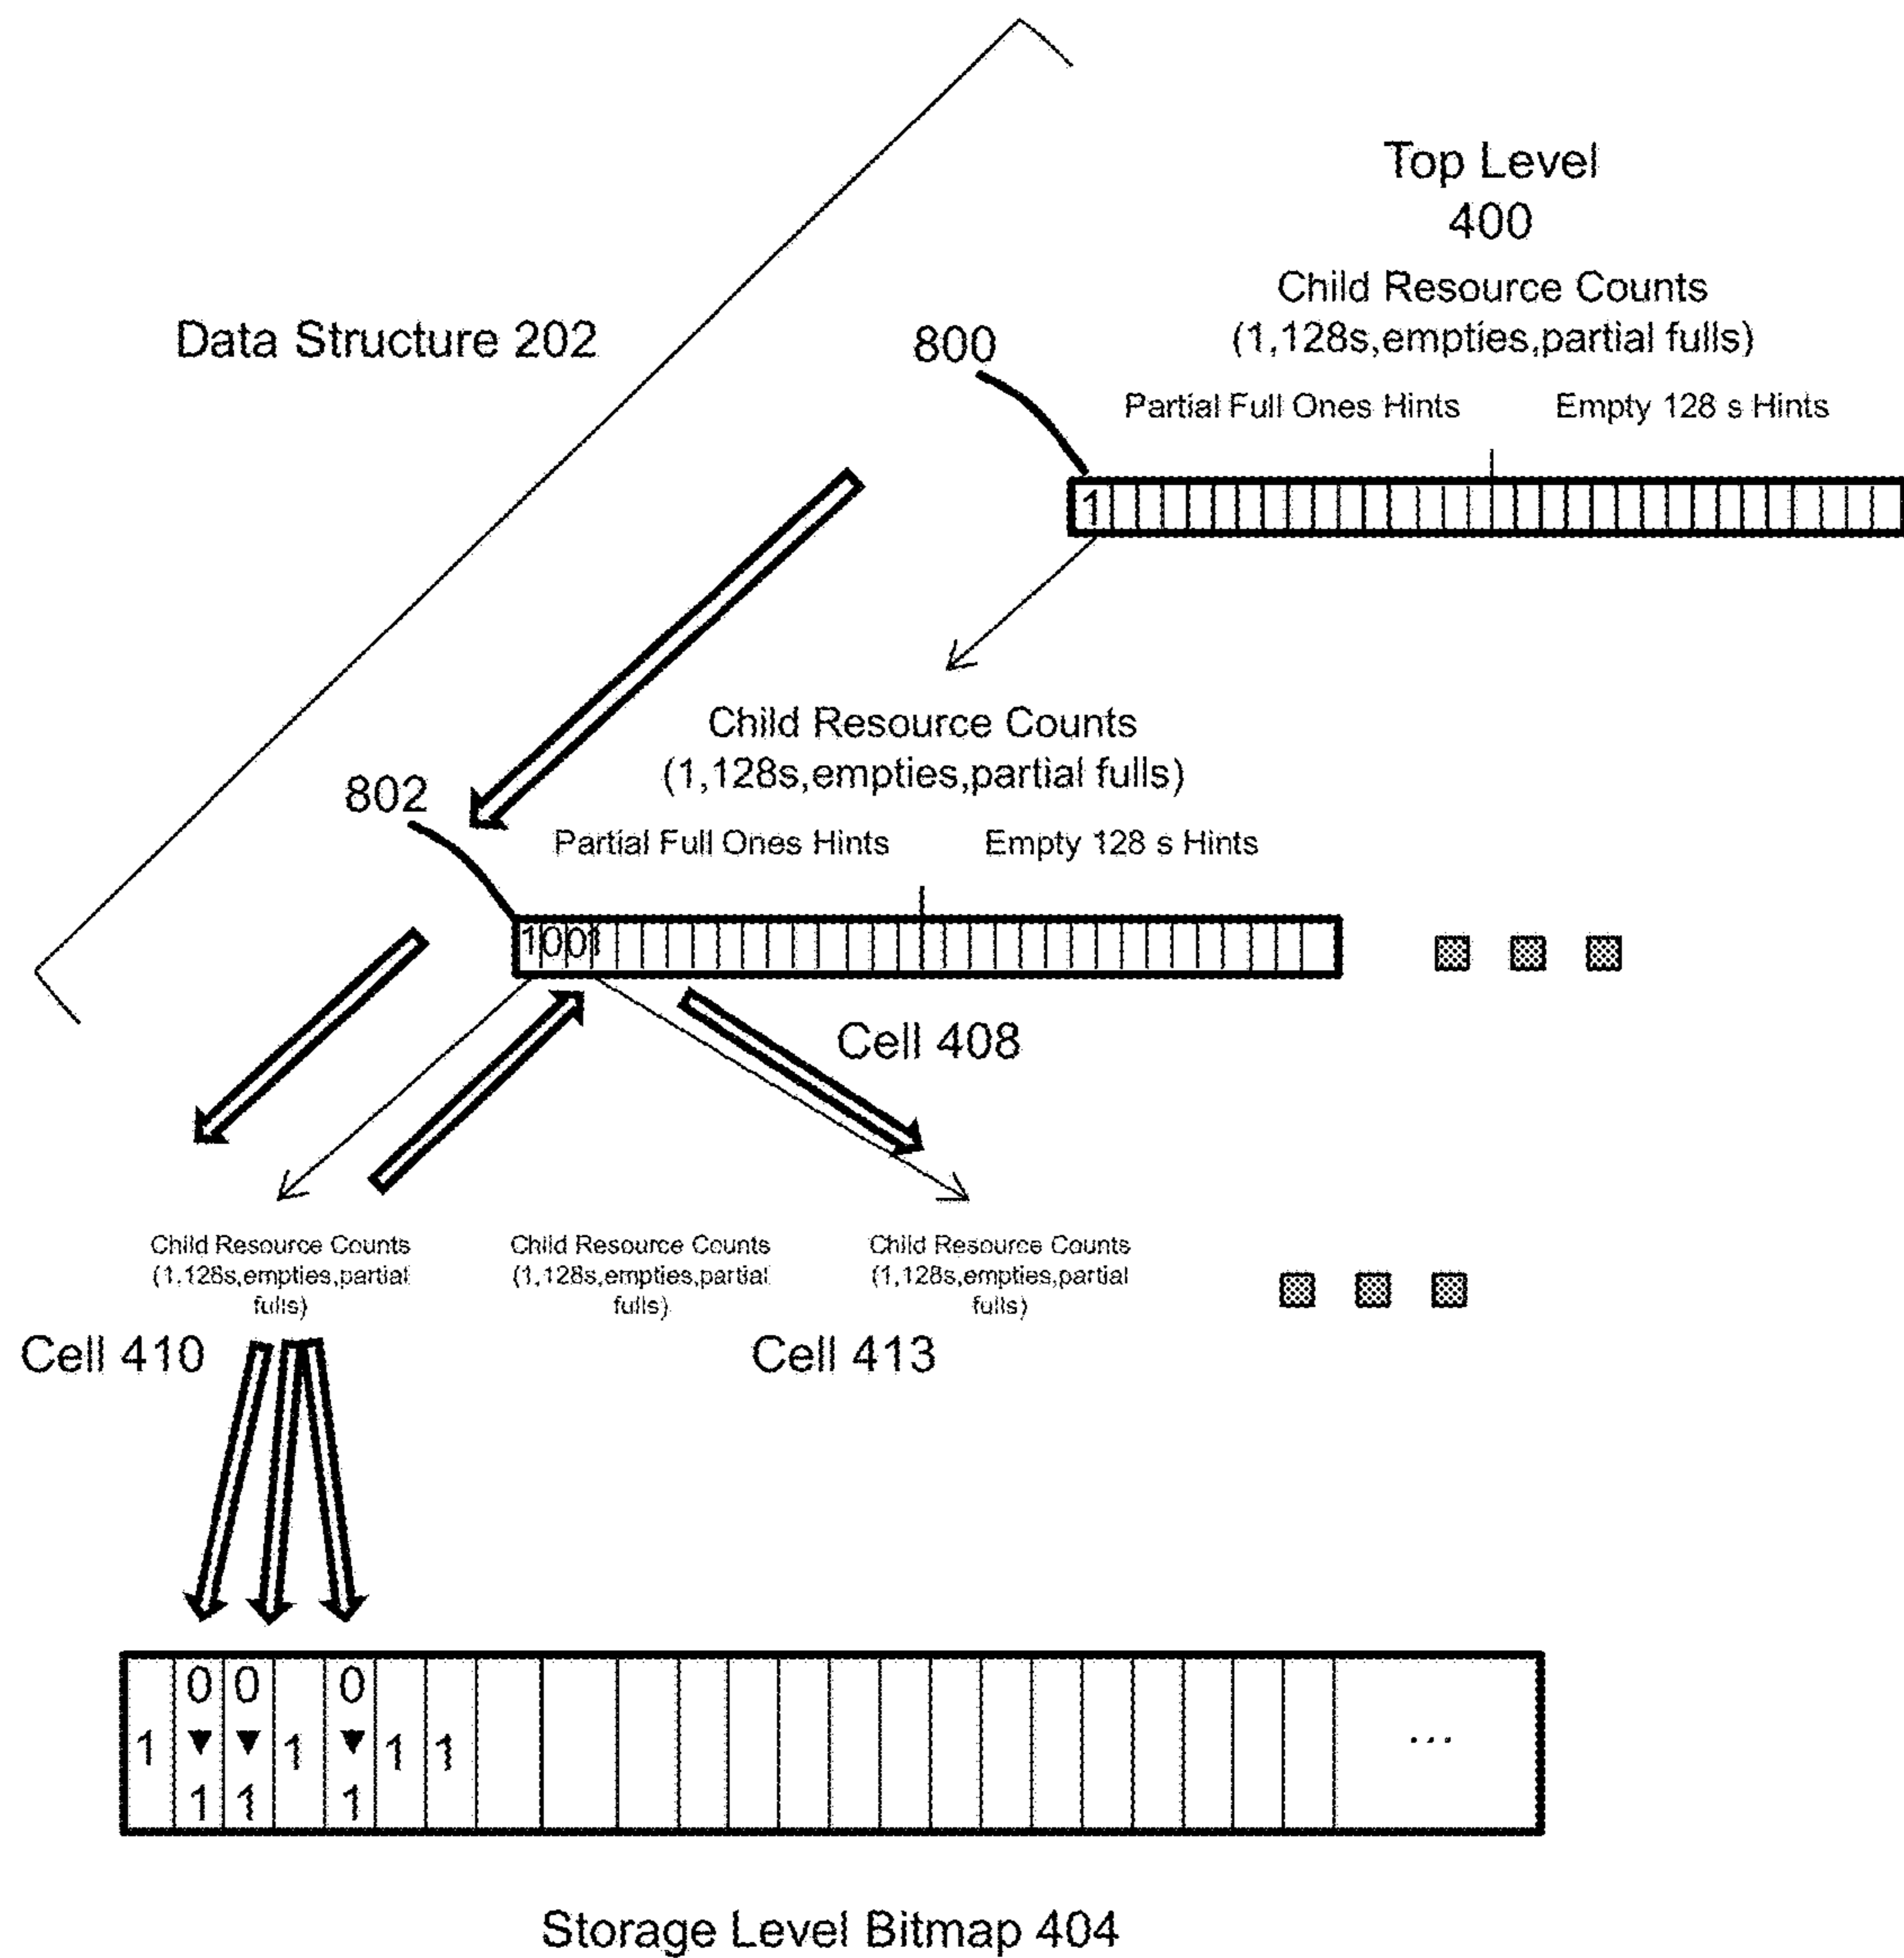 Top Level
400
Child Resource Counts
(1,128s,empties,partial fulls)
Data Structure 202
800
Partial Full Ones Hints
Empty 128 s Hints
1
Child Resource Counts
(1,128s,empties,partial fulls)
802
Partial Full Ones Hints
Empty 128 s Hints
1001
Cell 408
Child Resource Counts
(1,128s,empties,partial
fulls)
Child Resource Counts
(1,128s,empties,partial
fulls)
Child Resource Counts
(1,128s,empties,partial
fulls)
Cell 410
Cell 413
0 0 0
1 1 1 1
1 1 1
...
Storage Level Bitmap 404